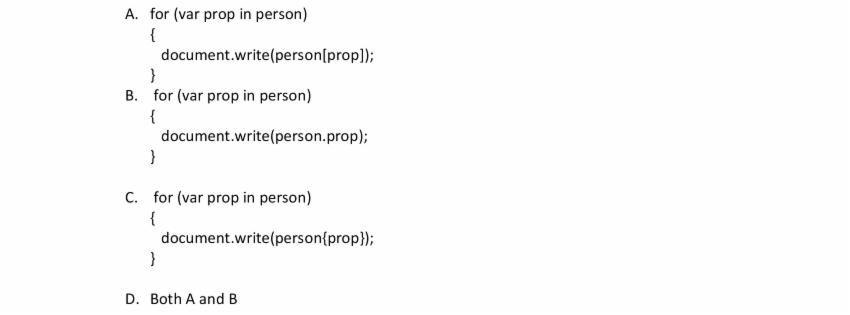 A. for (var prop in person)
{
document.write(person[prop]);
}
B. for (var prop in person)
{
document.write(person.prop);
}
C. for (var prop in person)
{
document.write(person{prop});
}
D. Both A and B